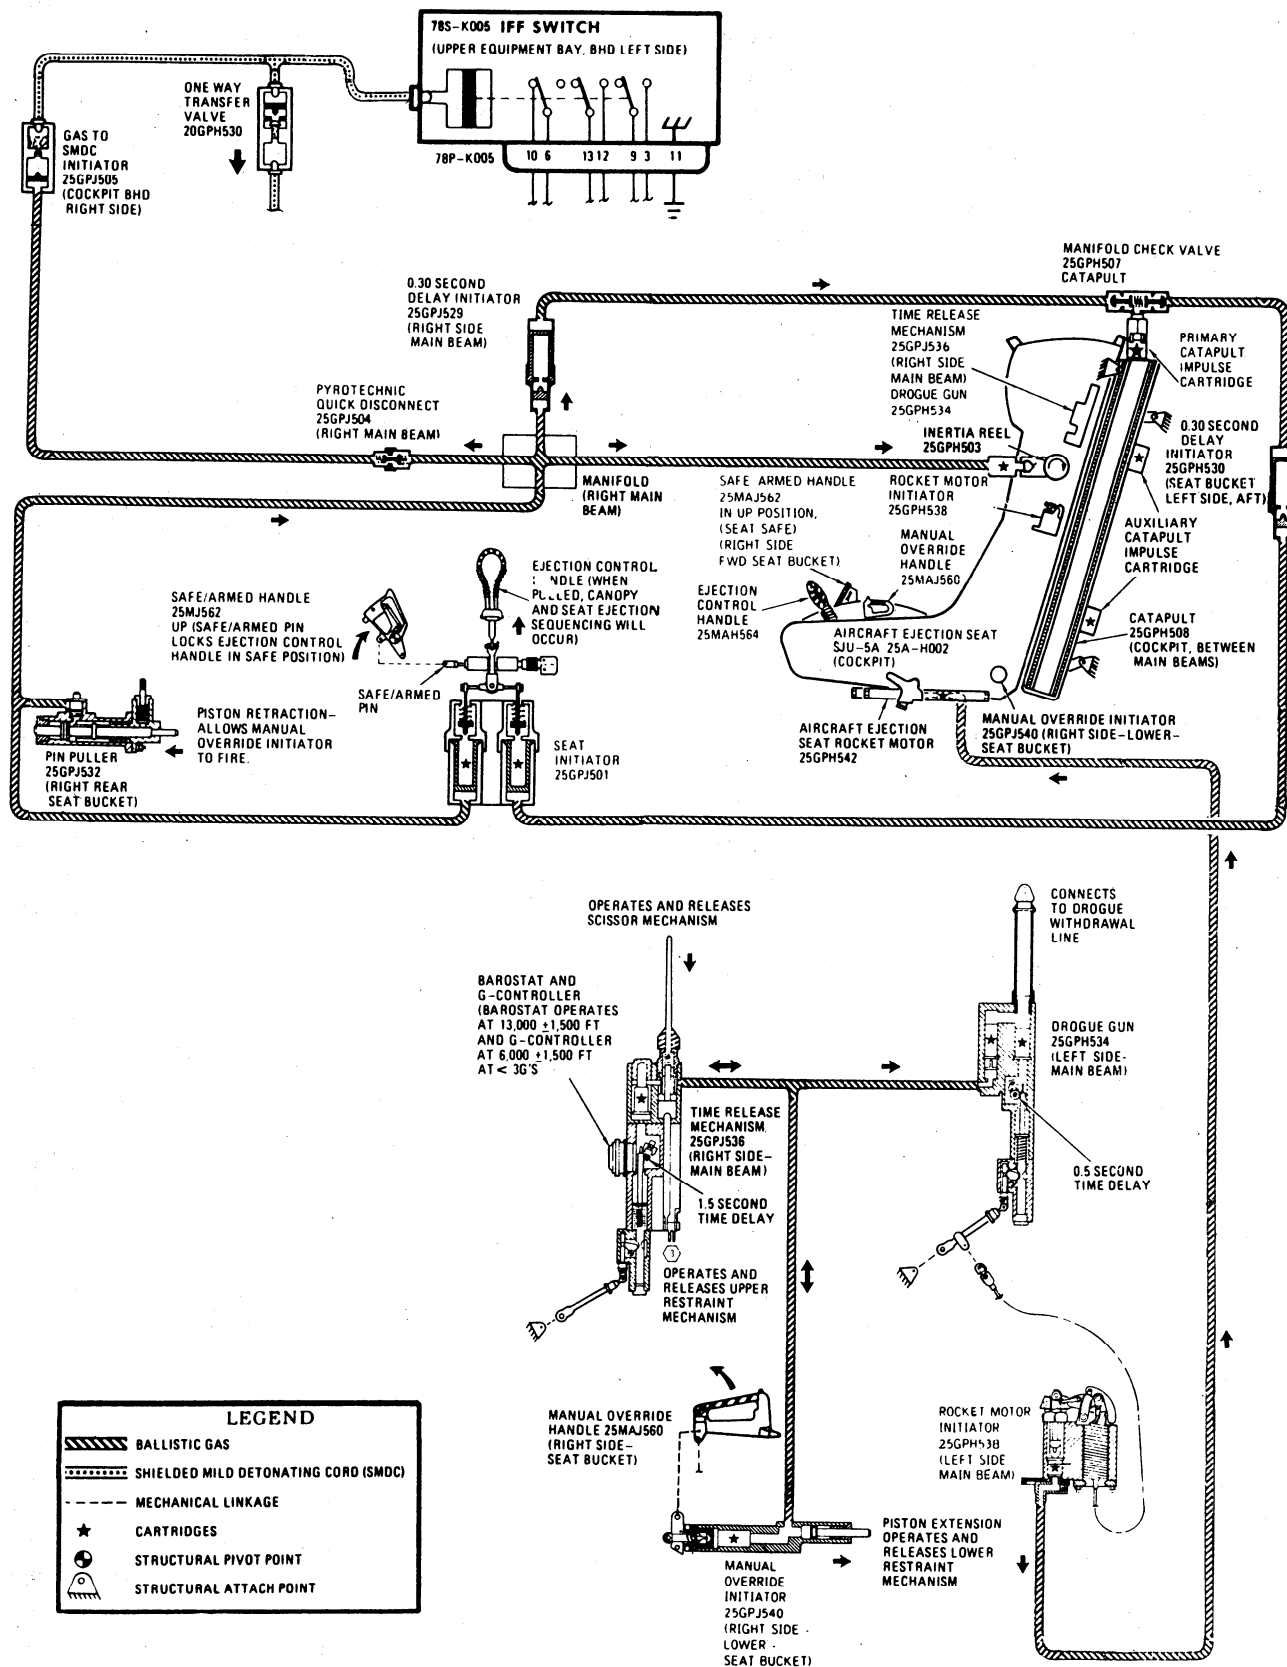 78S-K005 IFF SWITCH
(UPPER EQUIPMENT BAY, BHD LEFT SIDE)
10 6 13 12 9 3 11
78P-K005
ONE WAY
TRANSFER
VALVE
20GPH530
GAS TO
SMDC
INITIATOR
25GPJ505
(COCKPIT BHD
RIGHT SIDE)
0.30 SECOND
DELAY INITIATOR
25GPJ529
(RIGHT SIDE
MAIN BEAM)
MANIFOLD CHECK VALVE
25GPH507
CATAPULT
TIME RELEASE
MECHANISM
25GPJ536
(RIGHT SIDE
MAIN BEAM)
DROGUE GUN
25GPH534
PRIMARY
CATAPULT
IMPULSE
CARTRIDGE
PYROTECHNIC
QUICK DISCONNECT
25GPJ504
(RIGHT MAIN BEAM)
INERTIA REEL
25GPH503
0.30 SECOND
DELAY
INITIATOR
25GPH530
(SEAT BUCKET
LEFT SIDE, AFT)
MANIFOLD
(RIGHT MAIN
BEAM)
SAFE ARMED HANDLE
25MAJ562
IN UP POSITION,
(SEAT SAFE)
(RIGHT SIDE
FWD SEAT BUCKET)
ROCKET MOTOR
INITIATOR
25GPH538
MANUAL
OVERRIDE
HANDLE
25MAJ560
AUXILIARY
CATAPULT
IMPULSE
CARTRIDGE
EJECTION CONTROL
(WHEN
CANOPY
AND SEAT EJECTION
SEQUENCING WILL
OCCUR)
SAFE/ARMED HANDLE
25MJ562
UP (SAFE/ARMED PIN
LOCKS EJECTION CONTROL
HANDLE IN SAFE POSITION)
EJECTION
CONTROL
HANDLE
25MAH564
AIRCRAFT EJECTION SEAT
SJU-5A 25A-H002
(COCKPIT)
CATAPULT
25GPH508
(COCKPIT, BETWEEN
MAIN BEAMS)
SAFE/ARMED
PIN
PISTON RETRACTION-
ALLOWS MANUAL
OVERRIDE INITIATOR
TO FIRE.
PIN PULLER
25GPJ532
(RIGHT REAR
SEAT BUCKET)
SEAT
INITIATOR
25GPJ501
AIRCRAFT EJECTION
SEAT ROCKET MOTOR
25GPH542
MANUAL OVERRIDE INITIATOR
25GPJ540 (RIGHT SIDE-LOWER-
SEAT BUCKET)
OPERATES AND RELEASES
SCISSOR MECHANISM
CONNECTS
TO DROGUE
WITHDRAWAL
LINE
BAROSTAT AND
G-CONTROLLER
(BAROSTAT OPERATES
AT 13,000 ±1,500 FT
AND G-CONTROLLER
AT 6,000 ±1,500 FT
AT < 3G'S
DROGUE GUN
25GPH534
(LEFT SIDE-
MAIN BEAM)
TIME RELEASE
MECHANISM,
25GPJ536
(RIGHT SIDE-
MAIN BEAM)
1.5 SECOND
TIME DELAY
0.5 SECOND
TIME DELAY
3
OPERATES AND
RELEASES UPPER
RESTRAINT
MECHANISM
MANUAL OVERRIDE
HANDLE 25MAJ560
(RIGHT SIDE-
SEAT BUCKET)
ROCKET MOTOR
INITIATOR
25GPH538
(LEFT SIDE
MAIN BEAM)
PISTON EXTENSION
OPERATES AND
RELEASES LOWER
RESTRAINT
MECHANISM
MANUAL
OVERRIDE
INITIATOR
25GPJ540
(RIGHT SIDE -
LOWER -
SEAT BUCKET)
LEGEND
BALLISTIC GAS
SHIELDED MILD DETONATING CORD (SMDC)
MECHANICAL LINKAGE
CARTRIDGES
STRUCTURAL PIVOT POINT
STRUCTURAL ATTACH POINT